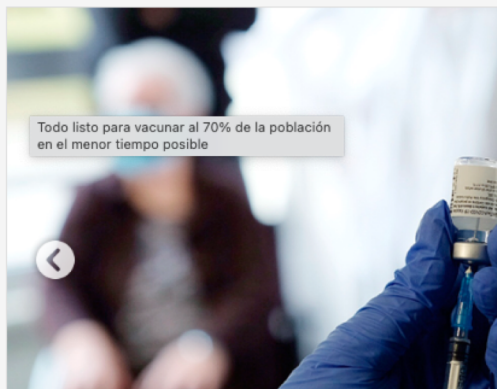 Todo listo para vacunar al 70% de la población
en el menor tiempo posible